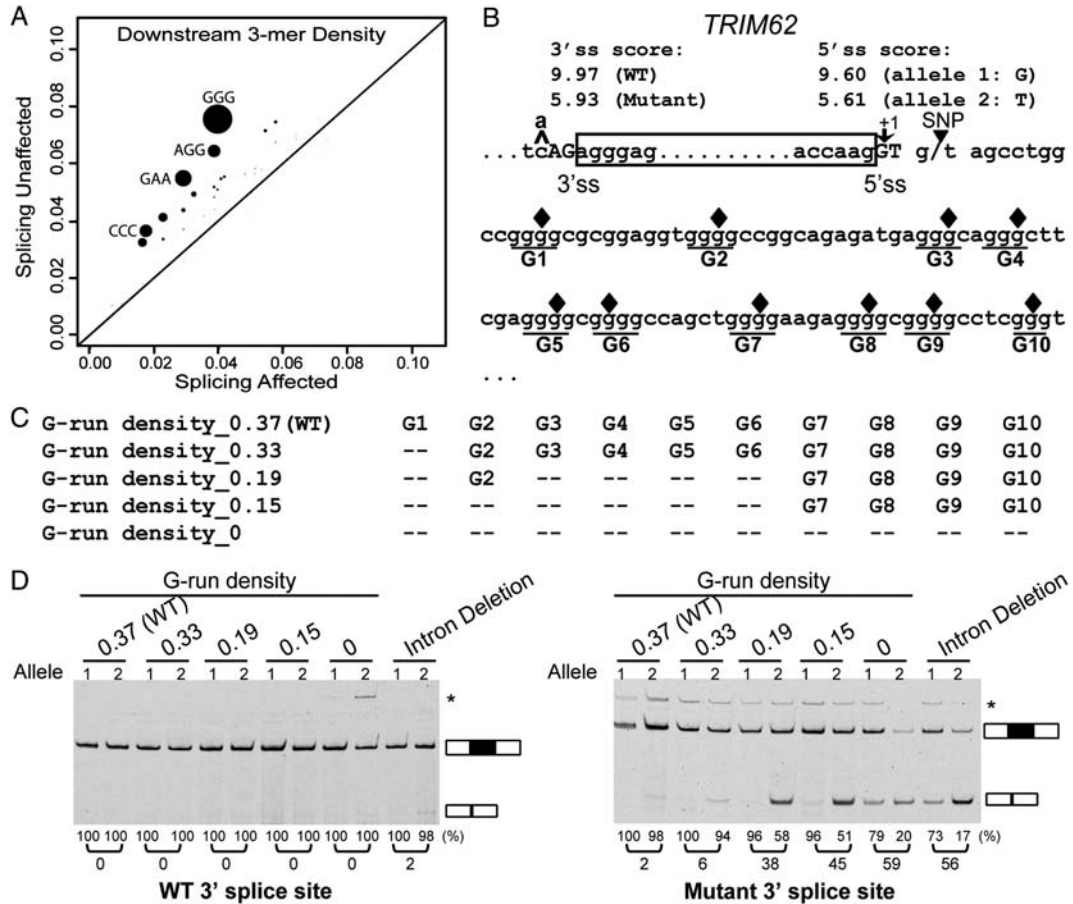 A
Downstream 3-mer Density
Splicing Unaffected
0.10
0.08
0.06
0.04
0.02
0.00
GGG
AGG
GAA
CCC
0.00 0.02 0.04 0.06 0.08 0.10
Splicing Affected
B
TRIM62
3'ss score: 5'ss score:
9.97 (WT) 9.60 (allele 1: G)
5.93 (Mutant) 5.61 (allele 2: T)
a +1 SNP
...tcAGagggag..........accaagGT g/t agcctgg
3'ss 5'ss
ccggggcgcggaggtggggccggcagagatgagggcagggctt
G1 G2 G3 G4
cgaggggcggggccagctggggaagaggggcggggcctcgggt
G5 G6 G7 G8 G9 G10
...
C
G-run density_0.37(WT) G1 G2 G3 G4 G5 G6 G7 G8 G9 G10
G-run density_0.33 -- G2 G3 G4 G5 G6 G7 G8 G9 G10
G-run density_0.19 -- G2 -- -- -- -- G7 G8 G9 G10
G-run density_0.15 -- -- -- -- -- -- G7 G8 G9 G10
G-run density_0 -- -- -- -- -- -- -- -- -- --
D
G-run density
0.37 (WT) 0.33 0.19 0.15 0 Intron Deletion
Allele 1 2 1 2 1 2 1 2 1 2 1 2
*
100 100 100 100 100 100 100 100 100 100 100 98 (%)
0 0 0 0 0 2
WT 3' splice site
G-run density
0.37 (WT) 0.33 0.19 0.15 0 Intron Deletion
Allele 1 2 1 2 1 2 1 2 1 2 1 2
*
100 98 100 94 96 58 96 51 79 20 73 17 (%)
2 6 38 45 59 56
Mutant 3' splice site